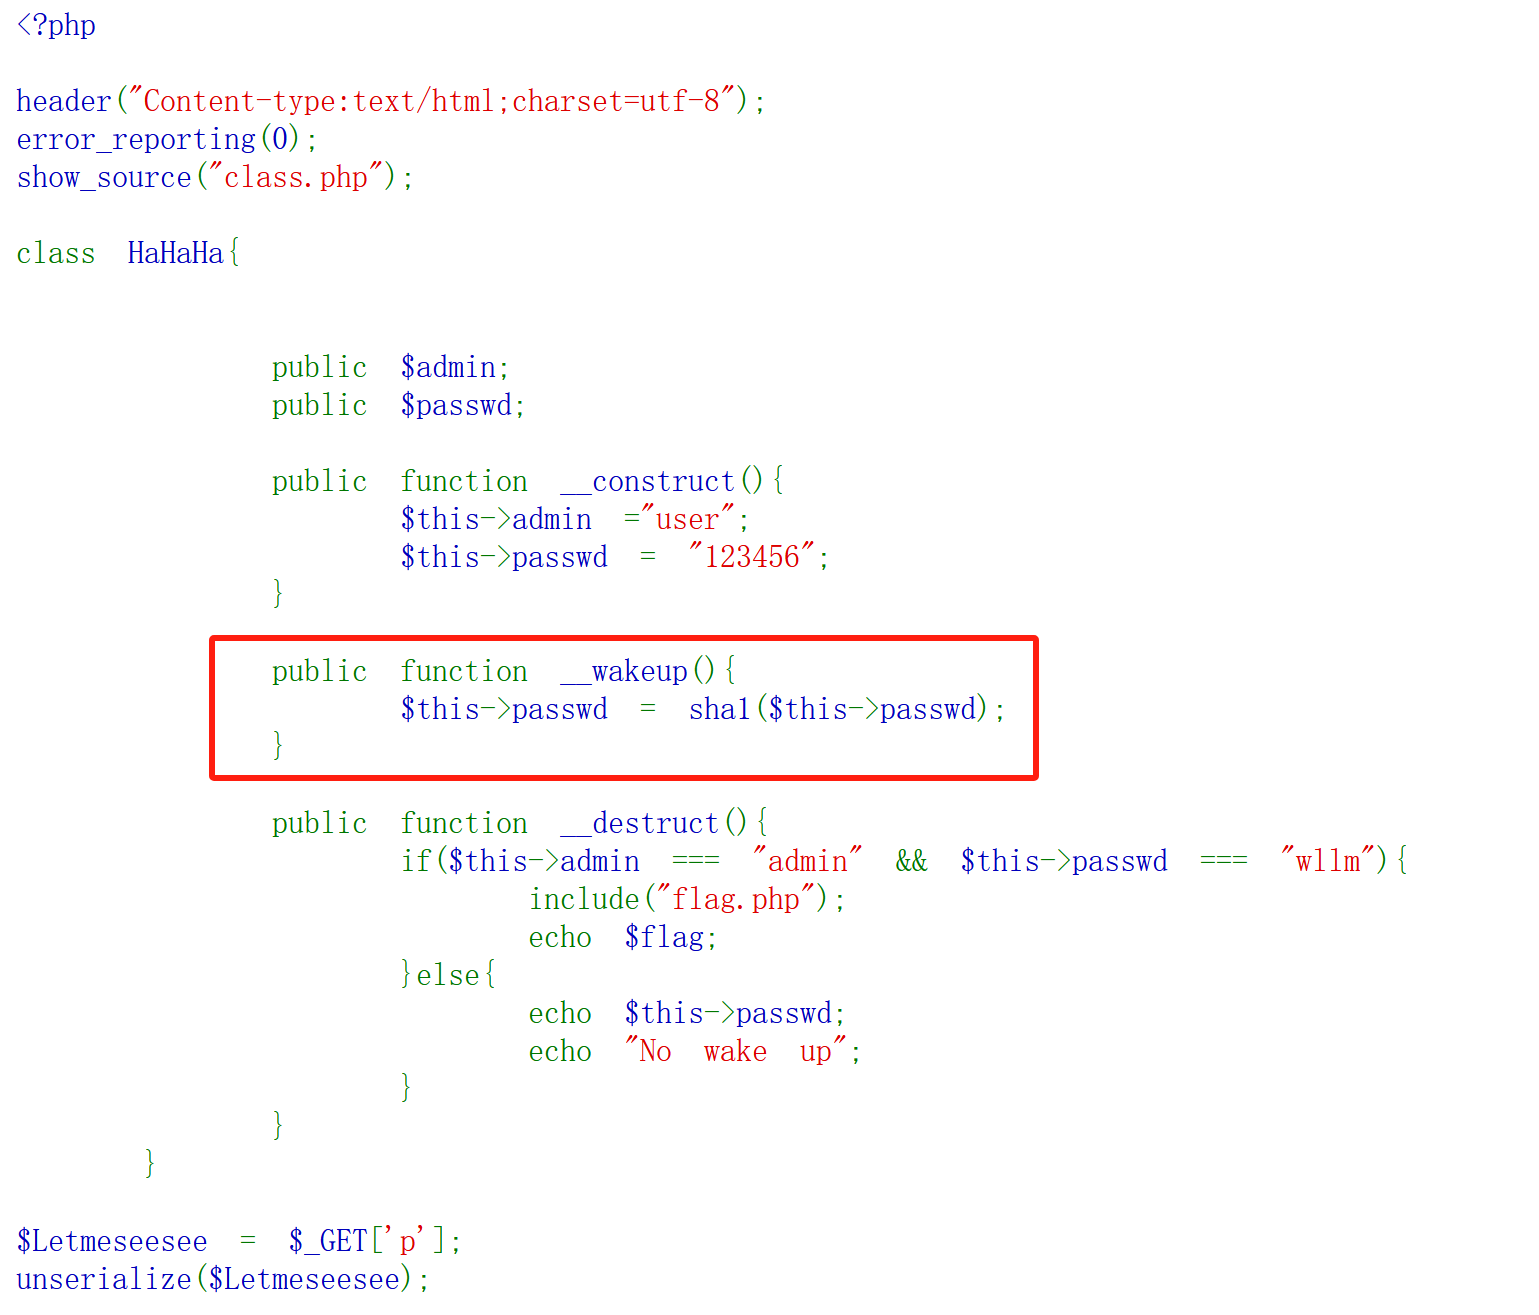 <?php
header("Content-type:text/html;charset=utf-8");
error_reporting(0);
show_source("class.php");
class HaHaHa{
public $admin;
public $passwd;
public function __construct(){
$this->admin ="user";
$this->passwd = "123456";
}
public function __wakeup(){
$this->passwd = sha1($this->passwd);
}
public function __destruct(){
if($this->admin === "admin" && $this->passwd === "wllm"){
include("flag.php");
echo $flag;
}else{
echo $this->passwd;
echo "No wake up";
}
}
}
$Letmeseesee = $_GET['p'];
unserialize($Letmeseesee);